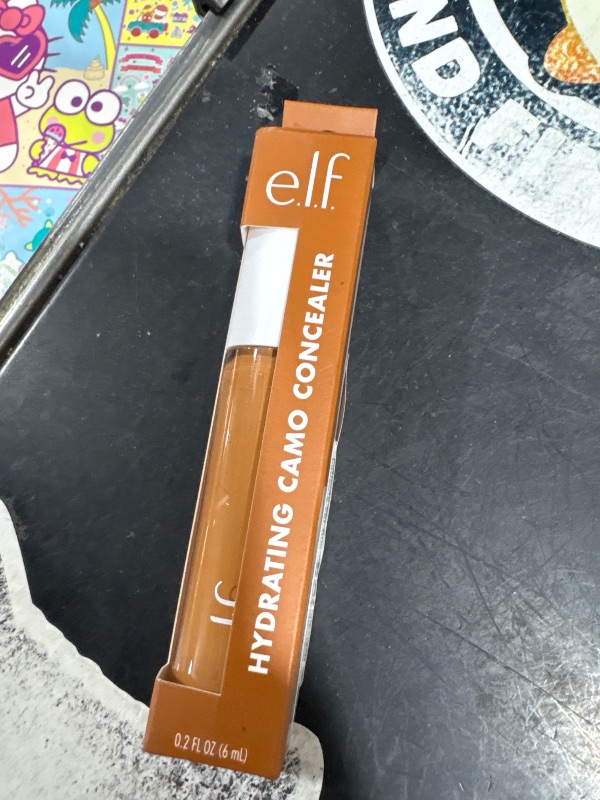 e.l.f.
HYDRATING CAMO CONCEALER
0.2 FL OZ (6 mL)